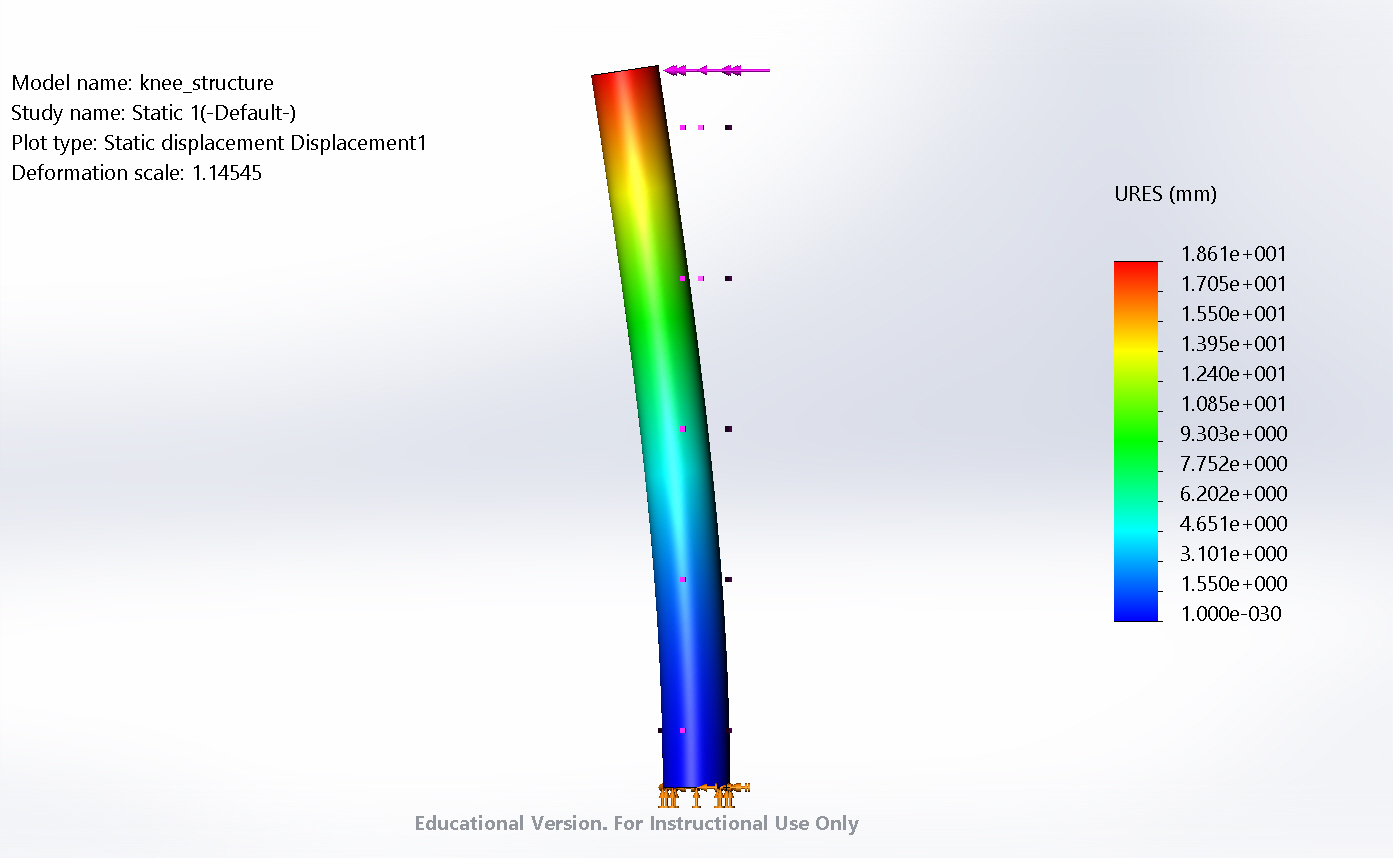 Model name: knee_structure
Study name: Static 1(-Default-)
Plot type: Static displacement Displacement1
Deformation scale: 1.14545
URES (mm)
1.861e+001
1.705e+001
1.550e+001
1.395e+001
1.240e+001
1.085e+001
9.303e+000
7.752e+000
6.202e+000
4.651e+000
3.101e+000
1.550e+000
1.000e-030
Educational Version. For Instructional Use Only